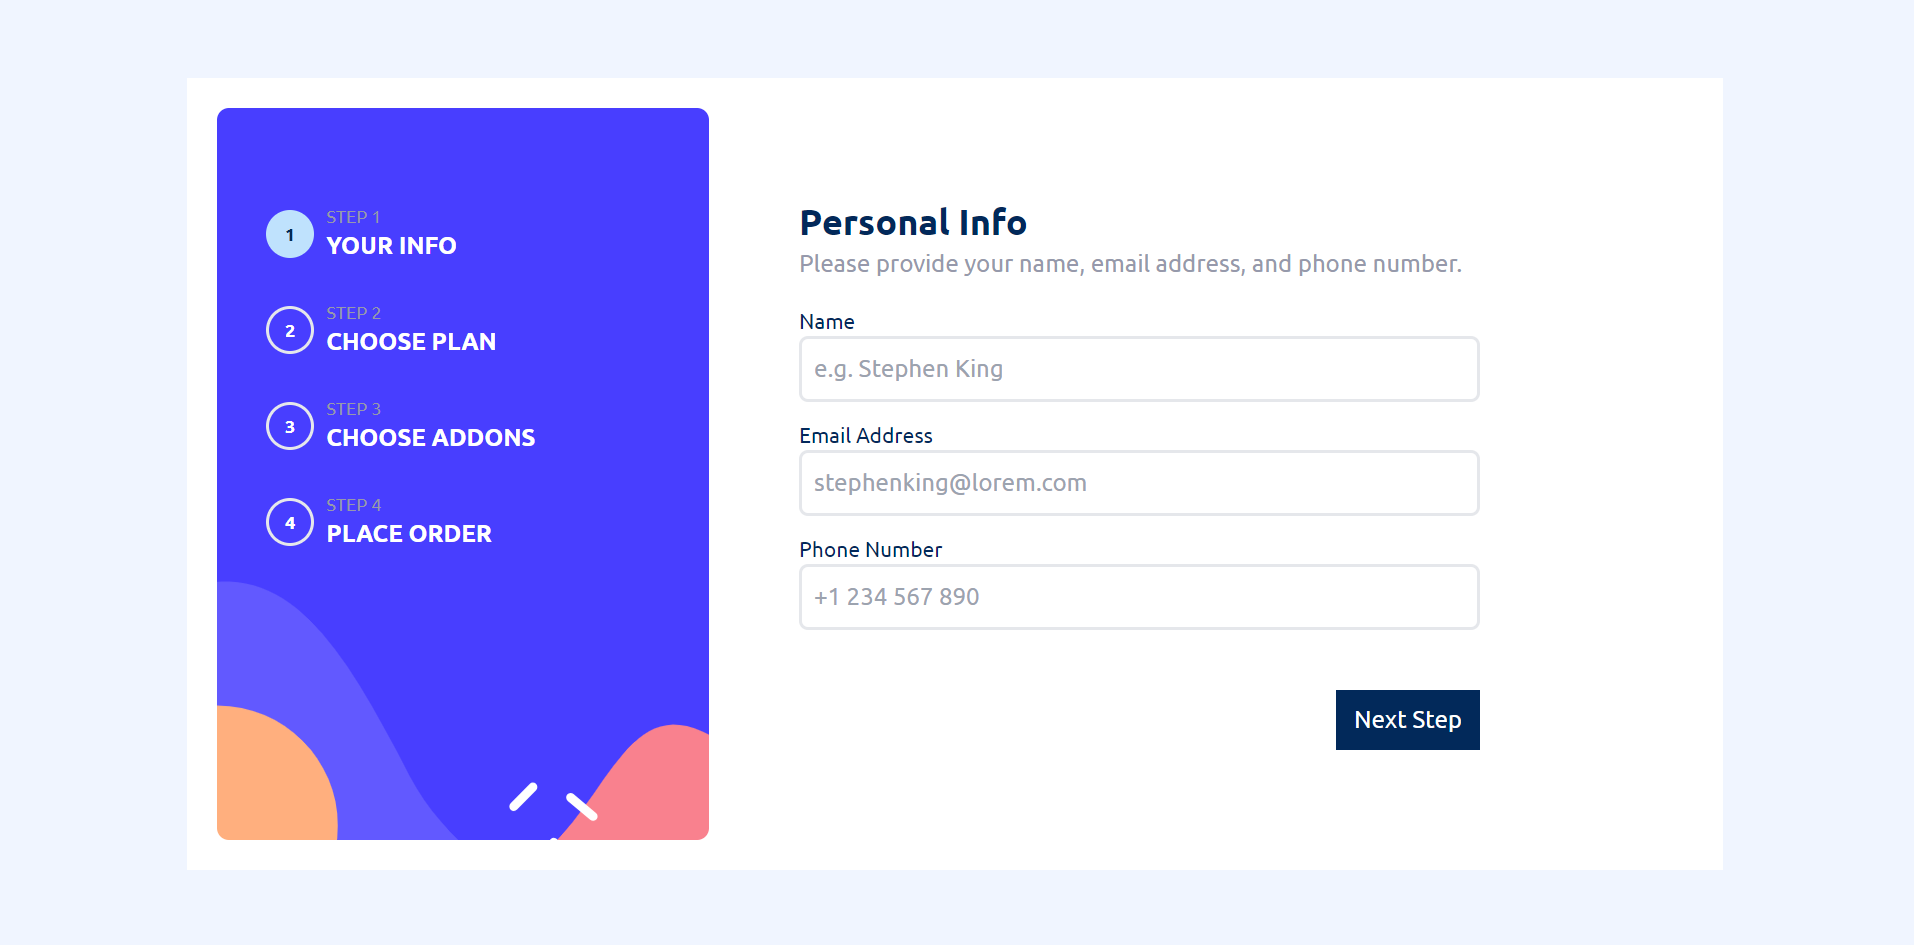 1
STEP 1
YOUR INFO
2
STEP 2
CHOOSE PLAN
3
STEP 3
CHOOSE ADDONS
4
STEP 4
PLACE ORDER
Personal Info
Please provide your name, email address, and phone number.
Name
e.g. Stephen King
Email Address
stephenking@lorem.com
Phone Number
+1 234 567 890
Next Step